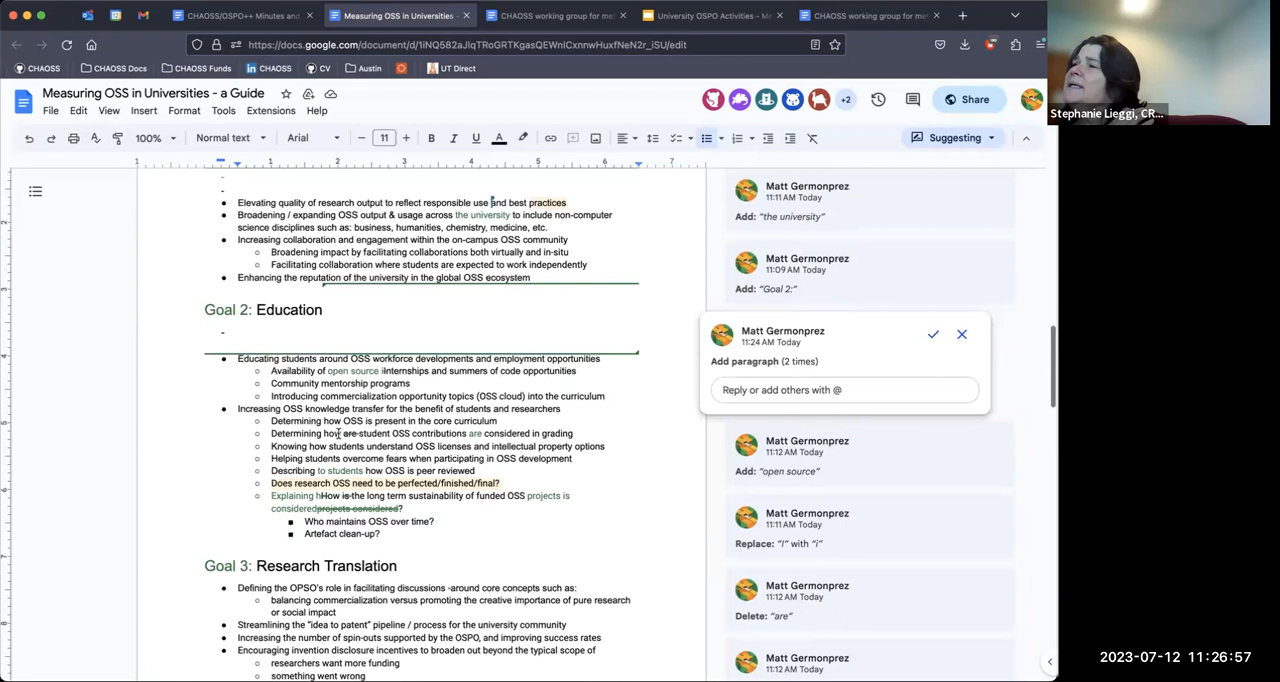 CHAOSS/OSPO++ Minutes and
Measuring OSS in Universities -
CHAOSS working group for me
University OSPO Activities - M
CHAOSS working group for me
https://docs.google.com/document/d/1iNQ582aJlqTRoGRTKgasQEWnICxnnwHuxfNeN2r_iSU/edit
CHAOSS
CHAOSS Docs
CHAOSS Funds
CHAOSS
CV
Austin
UT Direct
Measuring OSS in Universities - a Guide
File Edit View Insert Format Tools Extensions Help
+2
Share
Stephanie Lieggi, CR...
100%
Normal text
Arial
11
Suggesting
1 1 2 3 4 5 6 7
Elevating quality of research output to reflect responsible use and best practices
Broadening / expanding OSS output & usage across the university to include non-computer
science disciplines such as: business, humanities, chemistry, medicine, etc.
Increasing collaboration and engagement within the on-campus OSS community
Broadening impact by facilitating collaborations both virtually and in-situ
Facilitating collaboration where students are expected to work independently
Enhancing the reputation of the university in the global OSS ecosystem
Goal 2: Education
-
Educating students around OSS workforce developments and employment opportunities
Availability of open source iInternships and summers of code opportunities
Community mentorship programs
Introducing commercialization opportunity topics (OSS cloud) into the curriculum
Increasing OSS knowledge transfer for the benefit of students and researchers
Determining how OSS is present in the core curriculum
Determining how are student OSS contributions are considered in grading
Knowing how students understand OSS licenses and intellectual property options
Helping students overcome fears when participating in OSS development
Describing to students how OSS is peer reviewed
Does research OSS need to be perfected/finished/final?
Explaining hHow is the long term sustainability of funded OSS projects is
consideredprojects considered?
Who maintains OSS over time?
Artefact clean-up?
Goal 3: Research Translation
Defining the OPSO's role in facilitating discussions -around core concepts such as:
balancing commercialization versus promoting the creative importance of pure research
or social impact
Streamlining the "idea to patent" pipeline / process for the university community
Increasing the number of spin-outs supported by the OSPO, and improving success rates
Encouraging invention disclosure incentives to broaden out beyond the typical scope of
researchers want more funding
something went wrong
Matt Germonprez
11:11 AM Today
Add: "the university"
Matt Germonprez
11:09 AM Today
Add: "Goal 2:"
Matt Germonprez
11:24 AM Today
Add paragraph (2 times)
Reply or add others with @
Matt Germonprez
11:12 AM Today
Add: "open source"
Matt Germonprez
11:11 AM Today
Replace: "I" with "i"
Matt Germonprez
11:12 AM Today
Delete: "are"
Matt Germonprez
11:12 AM Today
2023-07-12 11:26:57